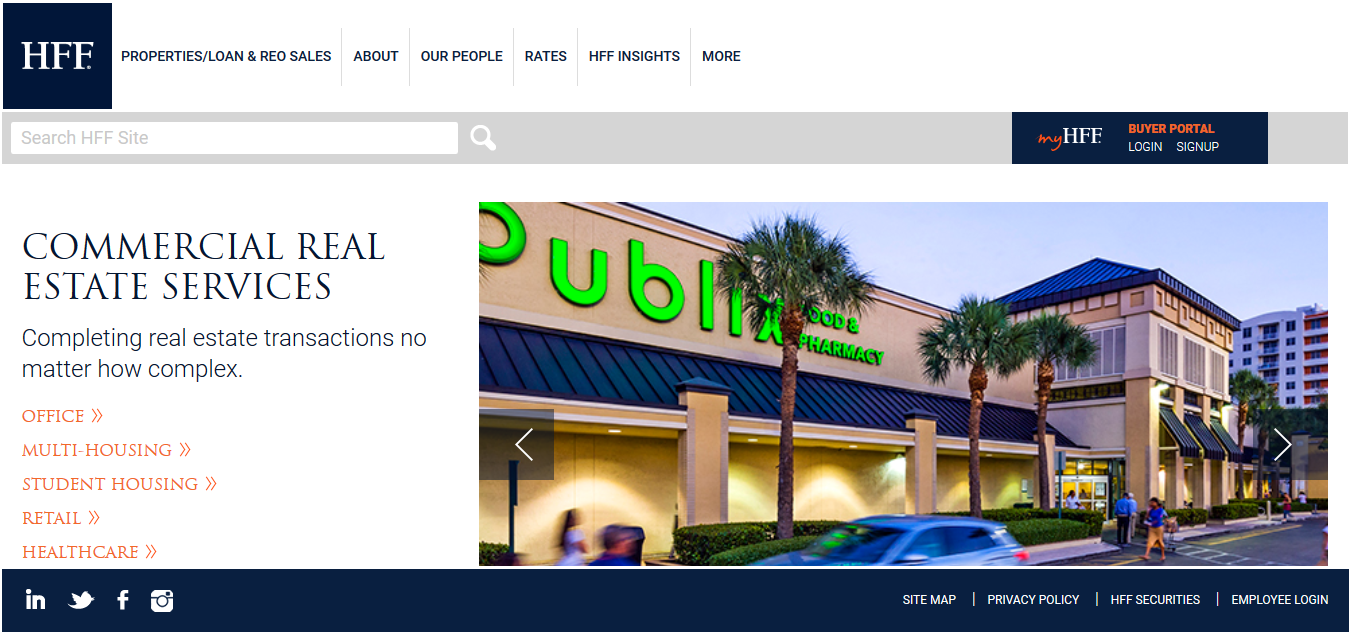 HFF
PROPERTIES/LOAN & REO SALES
ABOUT
OUR PEOPLE
RATES
HFF INSIGHTS
MORE
Search HFF Site
myHFF
BUYER PORTAL
LOGIN SIGNUP
COMMERCIAL REAL
ESTATE SERVICES
Completing real estate transactions no
matter how complex.
OFFICE
MULTI-HOUSING
STUDENT HOUSING
RETAIL
HEALTHCARE
Publix
FOOD &
PHARMACY
in
f
SITE MAP | PRIVACY POLICY | HFF SECURITIES | EMPLOYEE LOGIN